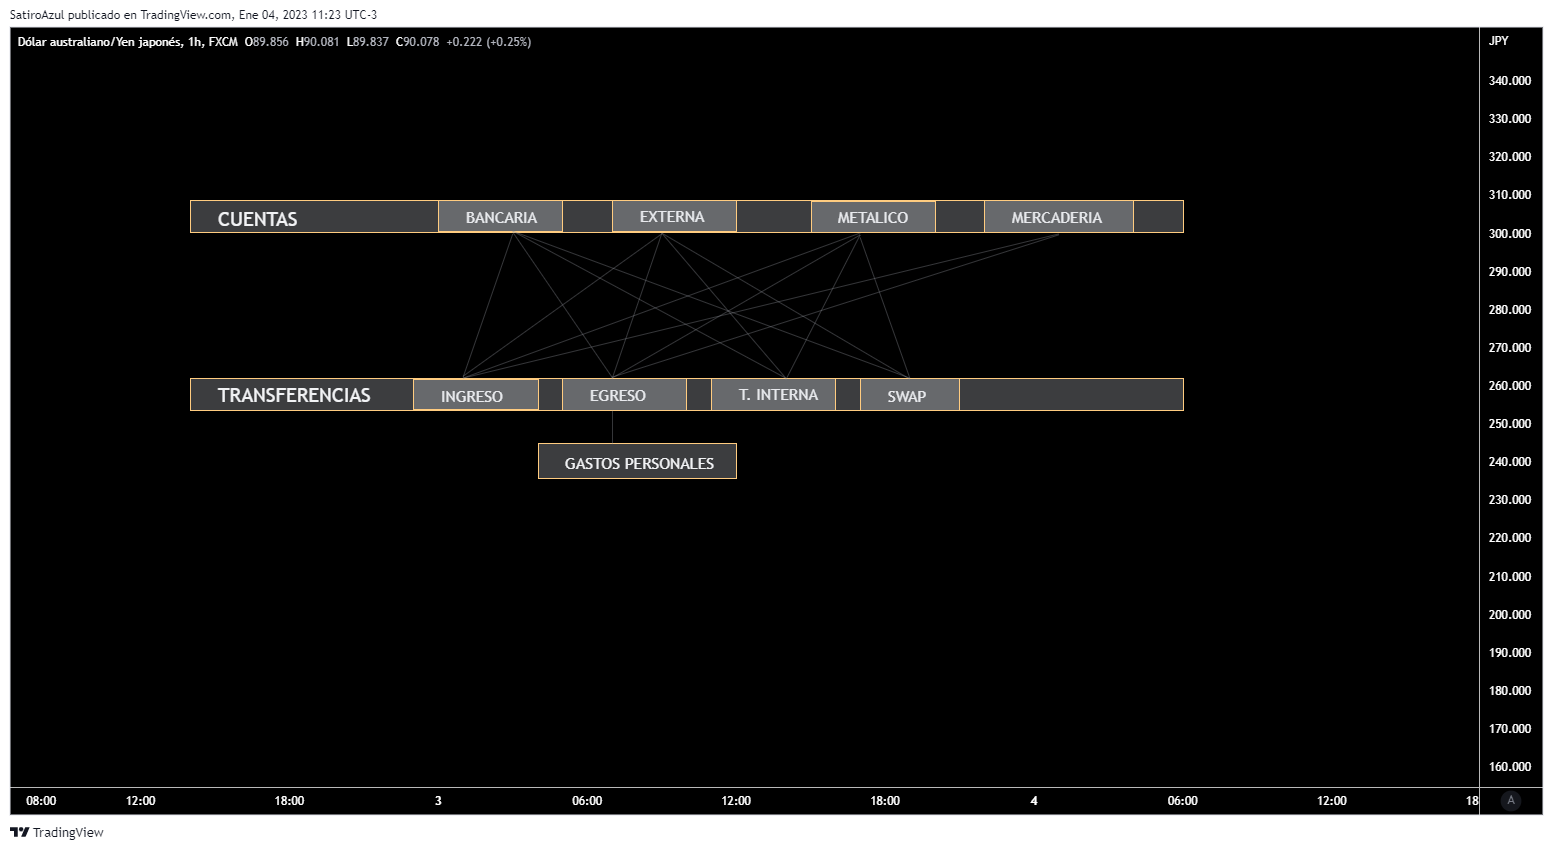 SatiroAzul publicado en TradingView.com, Ene 04, 2023 11:23 UTC-3
Dólar australiano/Yen japonés, 1h, FXCM O89.856 H90.081 L89.837 C90.078 +0.222 (+0.25%)
JPY
340.000
330.000
320.000
310.000
CUENTAS BANCARIA EXTERNA METALICO MERCADERIA
300.000
290.000
280.000
270.000
260.000
TRANSFERENCIAS INGRESO EGRESO T. INTERNA SWAP
250.000
240.000
GASTOS PERSONALES
230.000
220.000
210.000
200.000
190.000
180.000
170.000
160.000
08:00 12:00 18:00 3 06:00 12:00 18:00 4 06:00 12:00 18 A
TradingView